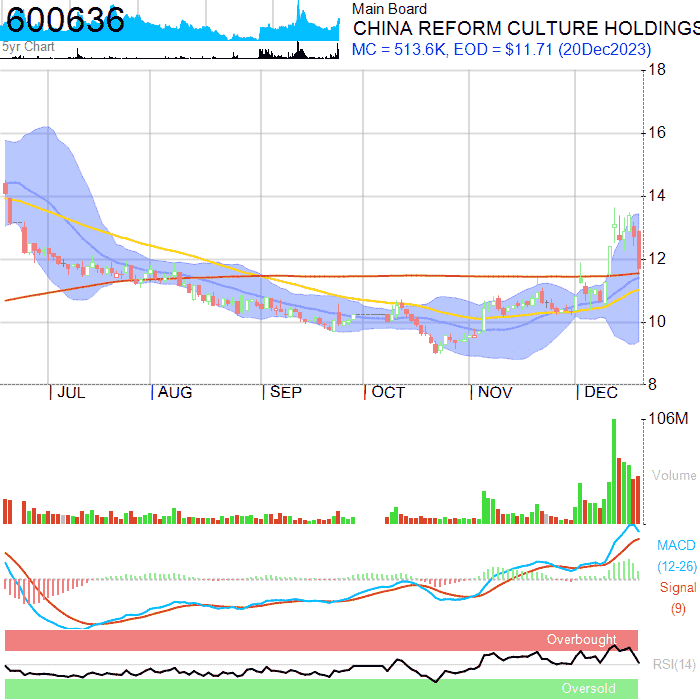 600636
5yr Chart
Main Board
CHINA REFORM CULTURE HOLDINGS
MC = 513.6K, EOD = $11.71 (20Dec2023)
18
16
14
12
10
8
JUL AUG SEP OCT NOV DEC
106M
Volume
MACD
(12-26)
Signal
(9)
Overbought
RSI(14)
Oversold